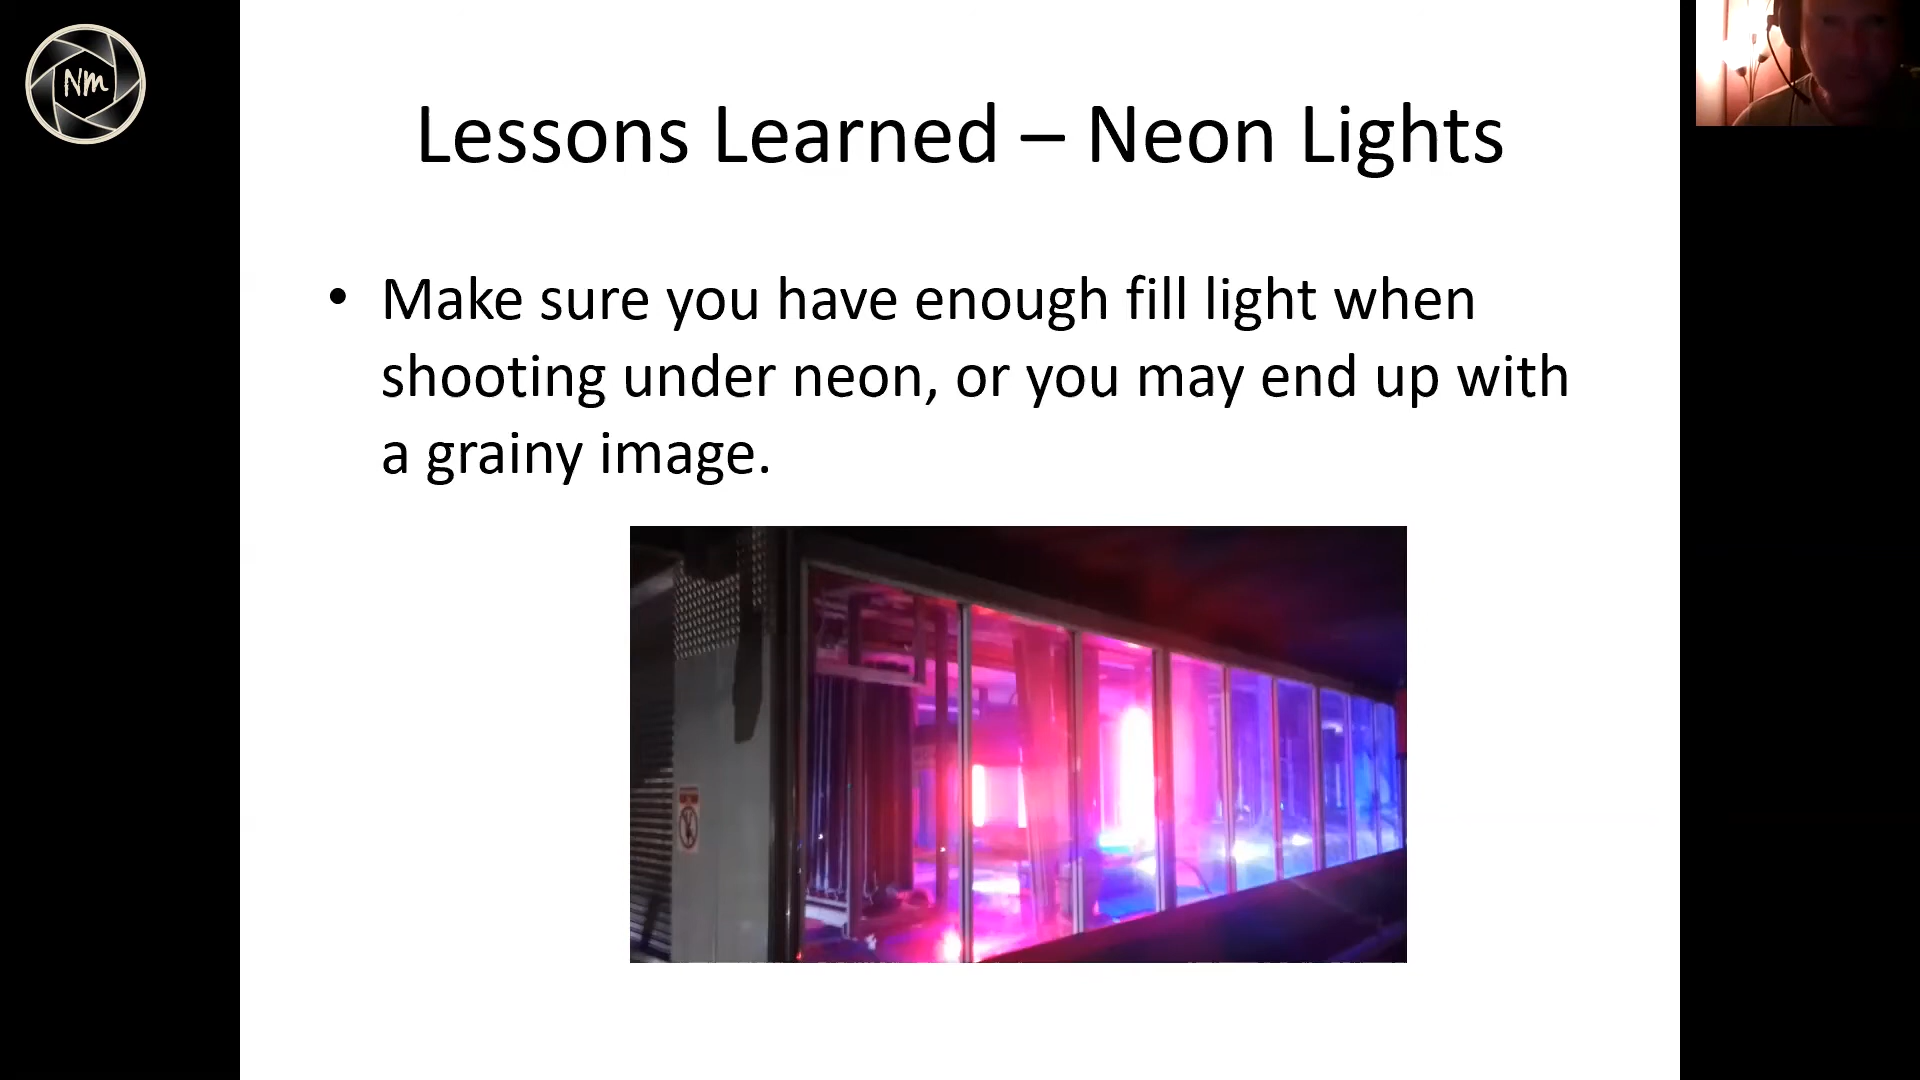 Nm
Lessons Learned – Neon Lights
• Make sure you have enough fill light when
shooting under neon, or you may end up with
a grainy image.